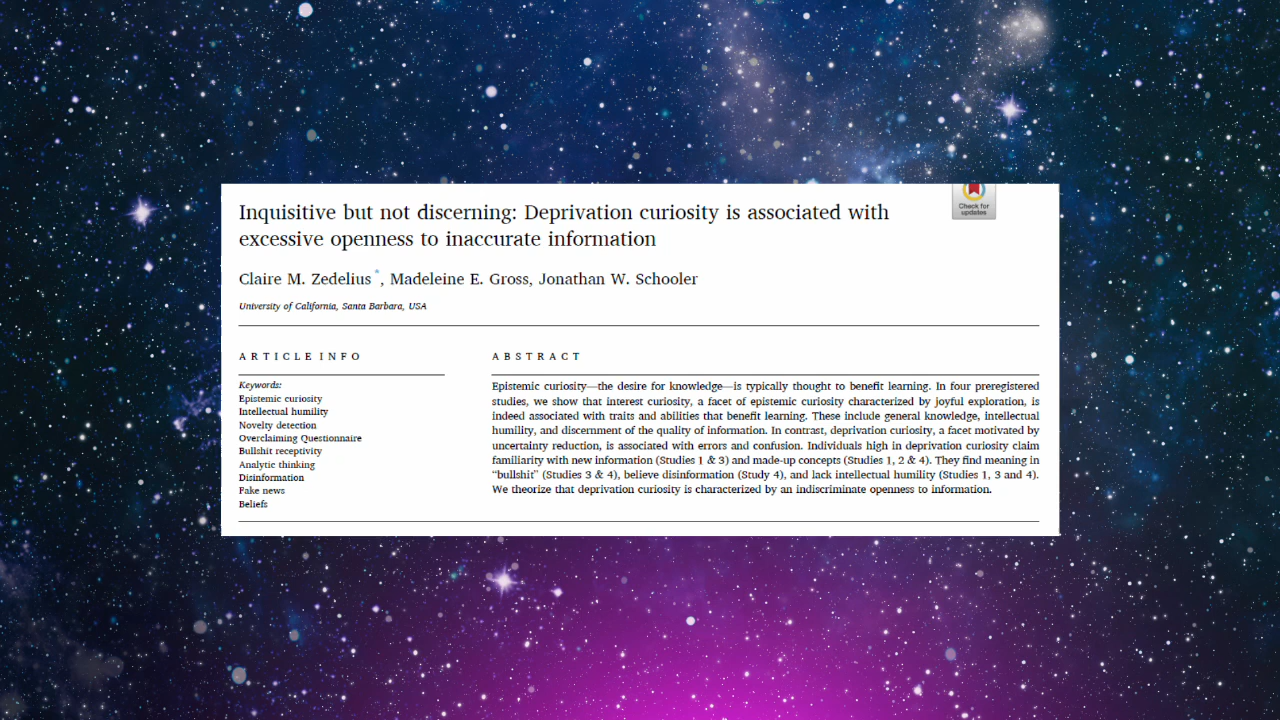 Inquisitive but not discerning: Deprivation curiosity is associated with
excessive openness to inaccurate information
Check for
updates
Claire M. Zedelius*, Madeleine E. Gross, Jonathan W. Schooler
University of California, Santa Barbara, USA
ARTICLE INFO
Keywords:
Epistemic curiosity
Intellectual humility
Novelty detection
Overclaiming Questionnaire
Bullshit receptivity
Analytic thinking
Disinformation
Fake news
Beliefs
ABSTRACT
Epistemic curiosity—the desire for knowledge—is typically thought to benefit learning. In four preregistered
studies, we show that interest curiosity, a facet of epistemic curiosity characterized by joyful exploration, is
indeed associated with traits and abilities that benefit learning. These include general knowledge, intellectual
humility, and discernment of the quality of information. In contrast, deprivation curiosity, a facet motivated by
uncertainty reduction, is associated with errors and confusion. Individuals high in deprivation curiosity claim
familiarity with new information (Studies 1 & 3) and made-up concepts (Studies 1, 2 & 4). They find meaning in
“bullshit” (Studies 3 & 4), believe disinformation (Study 4), and lack intellectual humility (Studies 1, 3 and 4).
We theorize that deprivation curiosity is characterized by an indiscriminate openness to information.